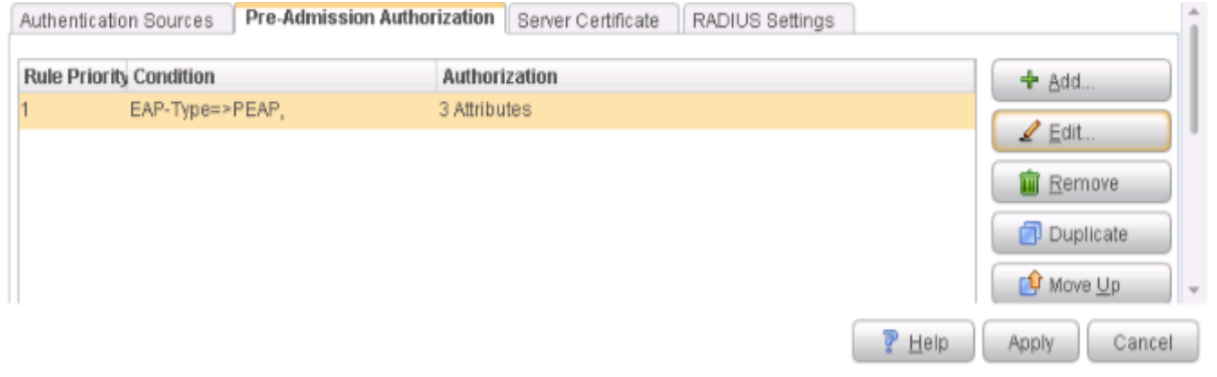 Authentication Sources Pre-Admission Authorization Server Certificate RADIUS Settings
Rule Priority Condition Authorization
1 EAP-Type=>PEAP, 3 Attributes
Add...
Edit...
Remove
Duplicate
Move Up
Help Apply Cancel